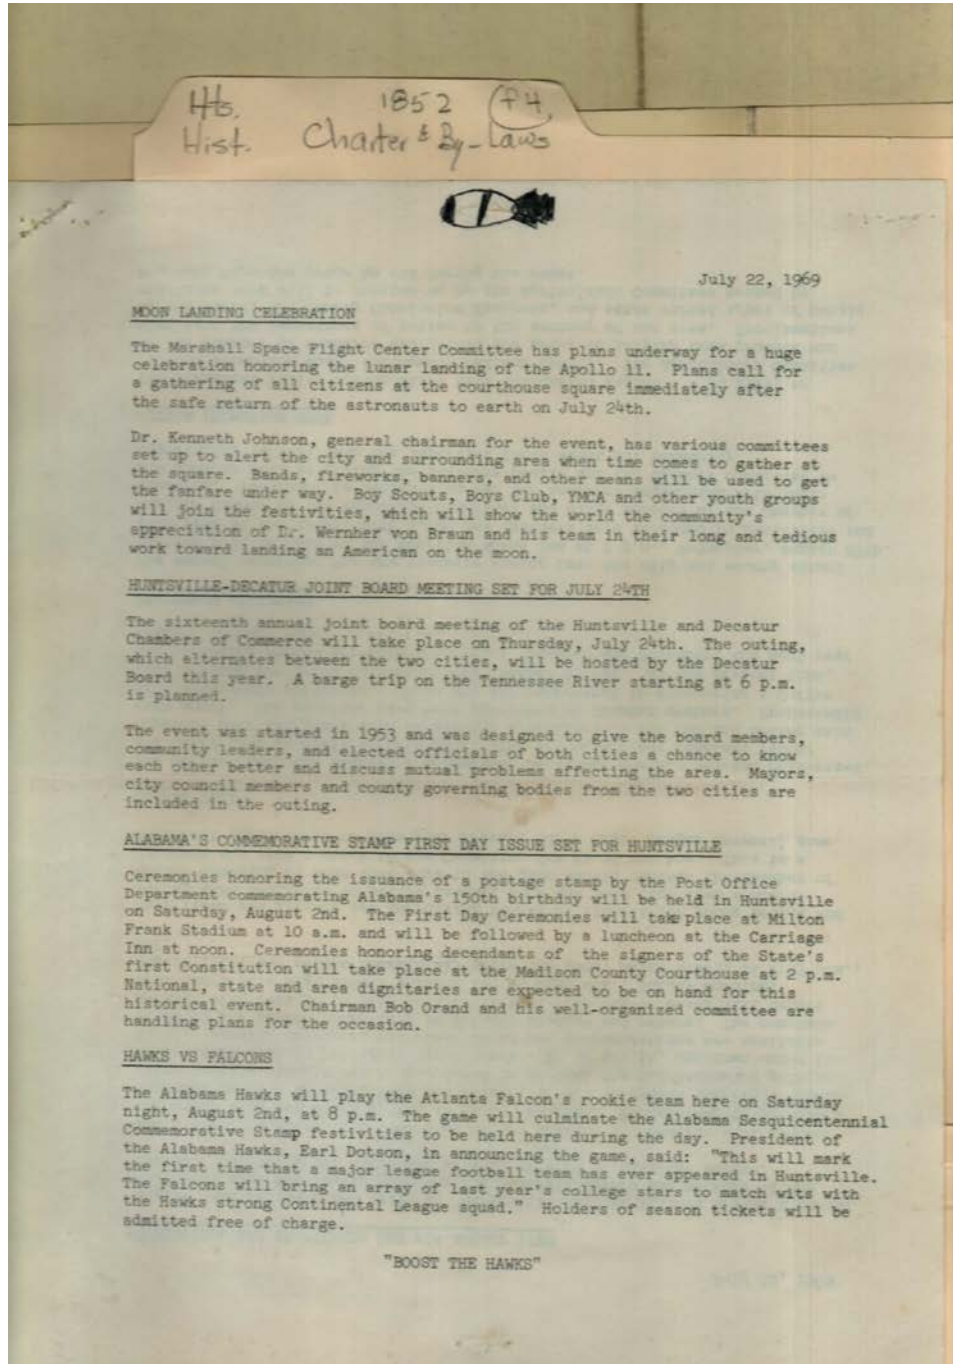 Hts. 1852 f4,
Hist. Charter & By-Laws
July 22, 1969
MOON LANDING CELEBRATION
The Marshall Space Flight Center Committee has plans underway for a huge
celebration honoring the lunar landing of the Apollo 11. Plans call for
a gathering of all citizens at the courthouse square immediately after
the safe return of the astronauts to earth on July 24th.
Dr. Kenneth Johnson, general chairman for the event, has various committees
set up to alert the city and surrounding area when time comes to gather at
the square. Bands, fireworks, banners, and other means will be used to get
the fanfare under way. Boy Scouts, Boys Club, YMCA and other youth groups
will join the festivities, which will show the world the community's
appreciation of Dr. Wernher von Braun and his team in their long and tedious
work toward landing an American on the moon.
HUNTSVILLE-DECATUR JOINT BOARD MEETING SET FOR JULY 24TH
The sixteenth annual joint board meeting of the Huntsville and Decatur
Chambers of Commerce will take place on Thursday, July 24th. The outing,
which alternates between the two cities, will be hosted by the Decatur
Board this year. A barge trip on the Tennessee River starting at 6 p.m.
is planned.
The event was started in 1953 and was designed to give the board members,
community leaders, and elected officials of both cities a chance to know
each other better and discuss mutual problems affecting the area. Mayors,
city council members and county governing bodies from the two cities are
included in the outing.
ALABAMA'S COMMEMORATIVE STAMP FIRST DAY ISSUE SET FOR HUNTSVILLE
Ceremonies honoring the issuance of a postage stamp by the Post Office
Department commemorating Alabama's 150th birthday will be held in Huntsville
on Saturday, August 2nd. The First Day Ceremonies will take place at Milton
Frank Stadium at 10 a.m. and will be followed by a luncheon at the Carriage
Inn at noon. Ceremonies honoring decendants of the signers of the State's
first Constitution will take place at the Madison County Courthouse at 2 p.m.
National, state and area dignitaries are expected to be on hand for this
historical event. Chairman Bob Orand and his well-organized committee are
handling plans for the occasion.
HAWKS VS FALCONS
The Alabama Hawks will play the Atlanta Falcon's rookie team here on Saturday
night, August 2nd, at 8 p.m. The game will culminate the Alabama Sesquicentennial
Commemorative Stamp festivities to be held here during the day. President of
the Alabama Hawks, Earl Dotson, in announcing the game, said: "This will mark
the first time that a major league football team has ever appeared in Huntsville.
The Falcons will bring an array of last year's college stars to match wits with
the Hawks strong Continental League squad." Holders of season tickets will be
admitted free of charge.
"BOOST THE HAWKS"